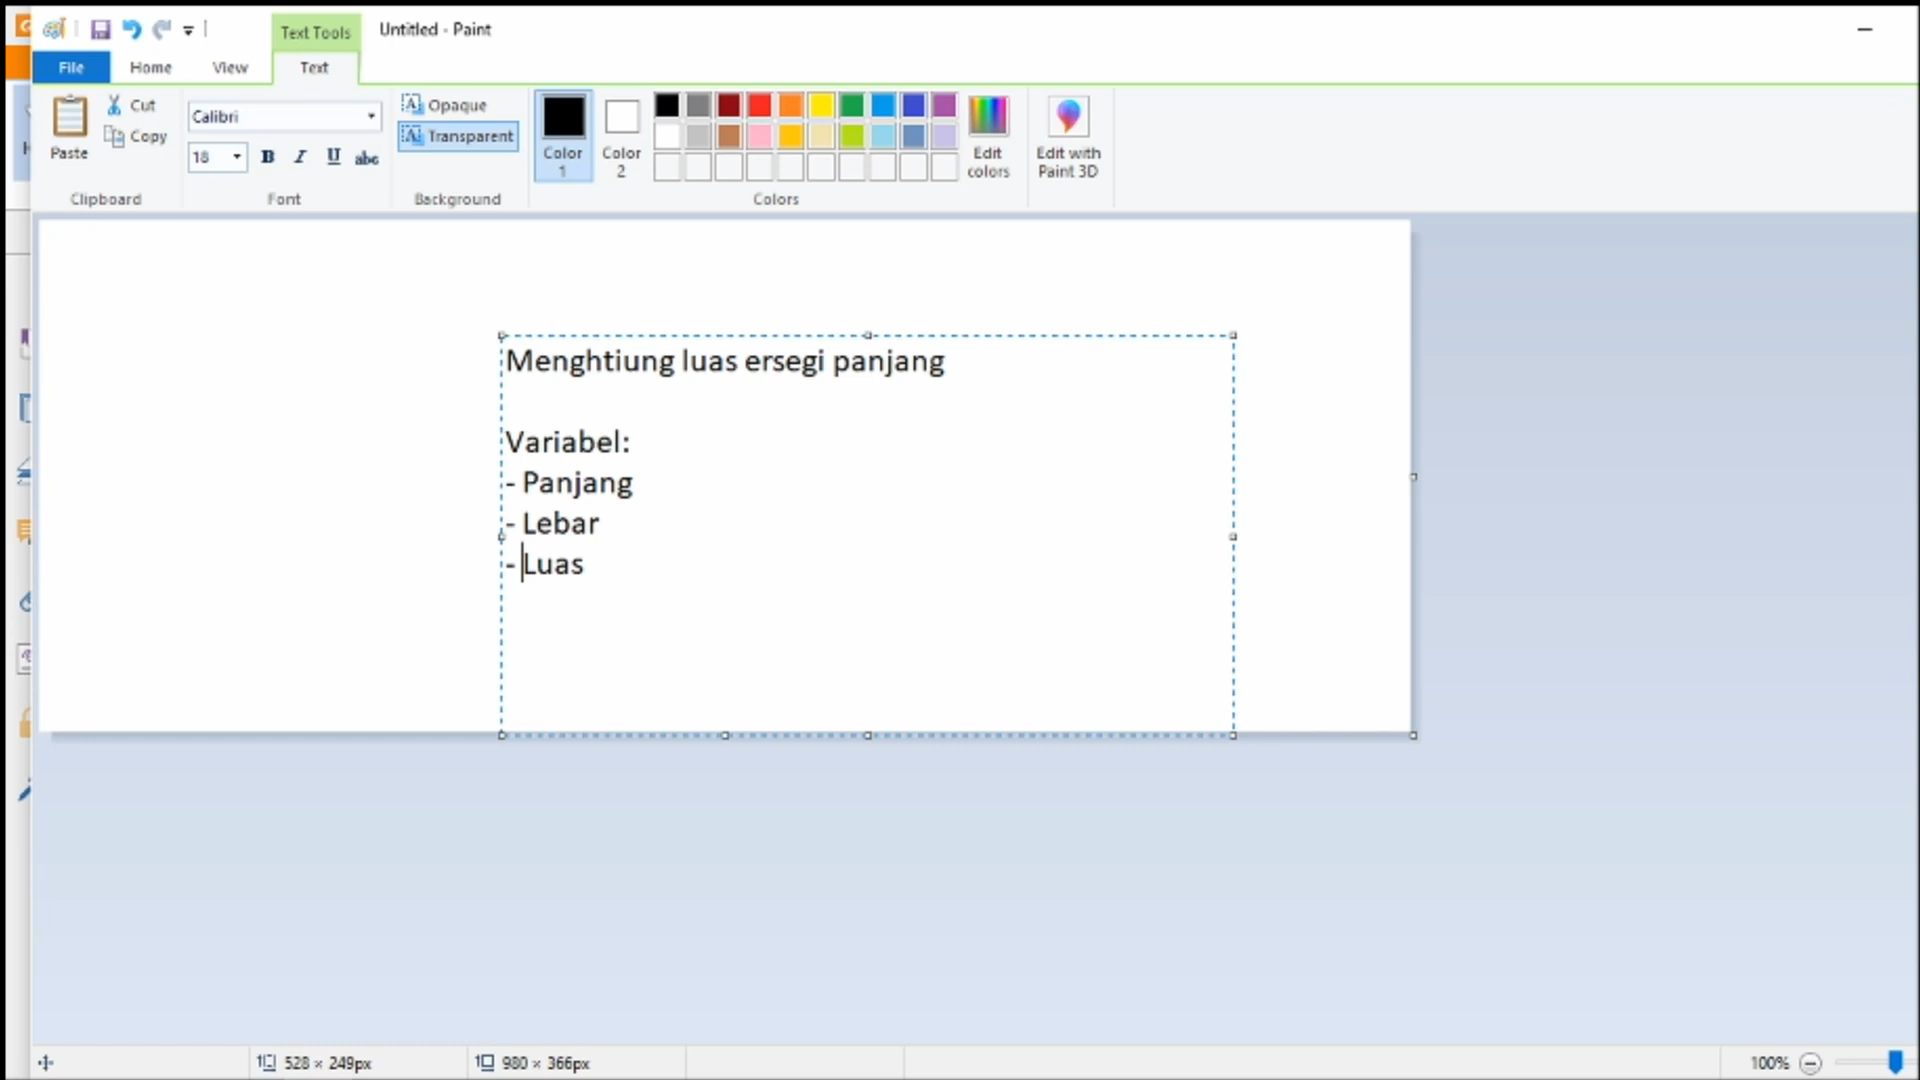 Text Tools
Untitled - Paint
File
Home
View
Text
Paste
Cut
Copy
Clipboard
Calibri
18
B I U abc
Font
Opaque
Transparent
Background
Color
1
Color
2
Edit
colors
Colors
Edit with
Paint 3D
Menghtiung luas ersegi panjang
Variabel:
- Panjang
- Lebar
- Luas
528 × 249px
980 × 366px
100%